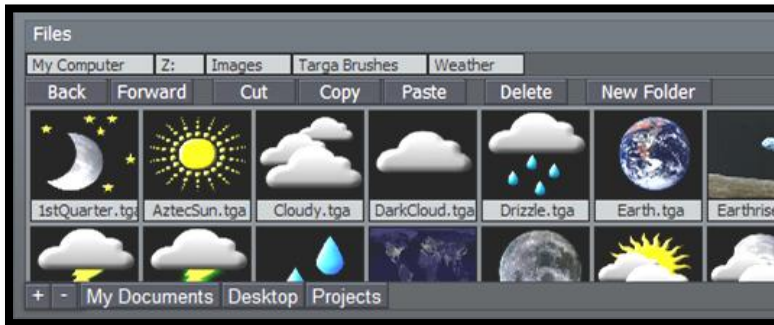 Files
My Computer Z: Images Targa Brushes Weather
Back Forward Cut Copy Paste Delete New Folder
1stQuarter.tga AztecSun.tga Cloudy.tga DarkCloud.tga Drizzle.tga Earth.tga Earthrise
+ - My Documents Desktop Projects